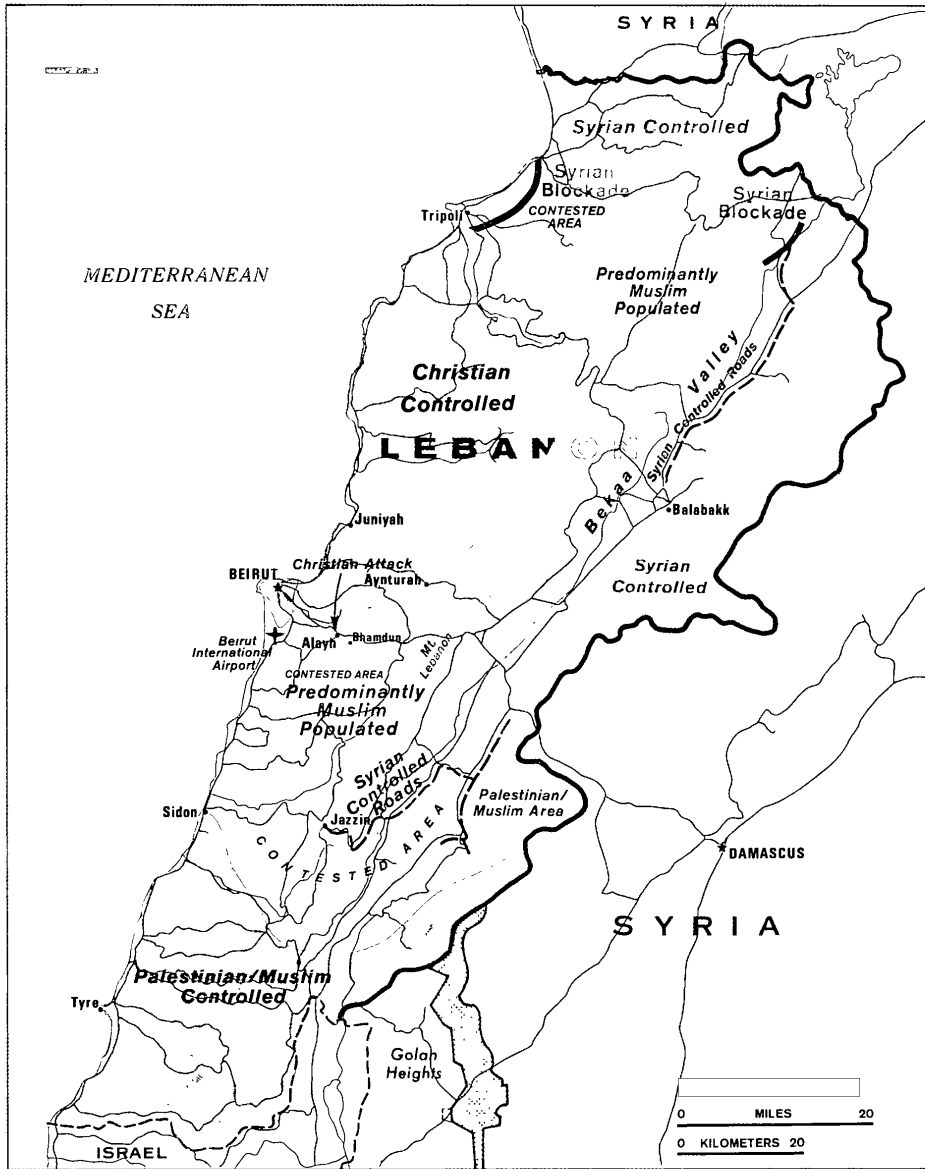 SYRIA
Syrian Controlled
Syrian
Blockade
CONTESTED
AREA
Syrian
Blockade
Tripoli
MEDITERRANEAN
SEA
Predominantly
Muslim
Populated
Christian
Controlled
Valley
Syrian Controlled Roads
LEBANON
Bekaa
Balabakk
Juniyah
Christian Attack
BEIRUT
Aynturah
Syrian
Controlled
Beirut
International
Airport
Alayh
Bhamdun
Mt
Lebanon
CONTESTED AREA
Predominantly
Muslim
Populated
Syrian
Controlled
Roads
Palestinian/
Muslim Area
Sidon
Jazzin
CONTESTED AREA
DAMASCUS
SYRIA
Palestinian/Muslim
Controlled
Tyre
Golan
Heights
0 MILES 20
0 KILOMETERS 20
ISRAEL